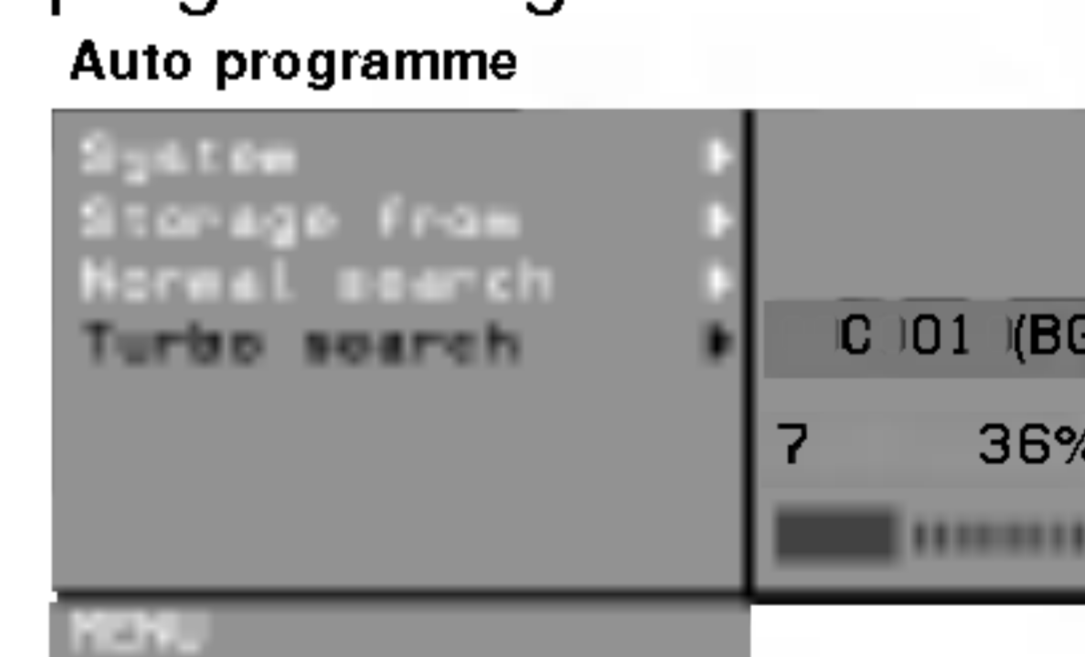 Auto programme
System
Storage from
Normal search
Turbo search
C 01 (BG
7 36%
MENU